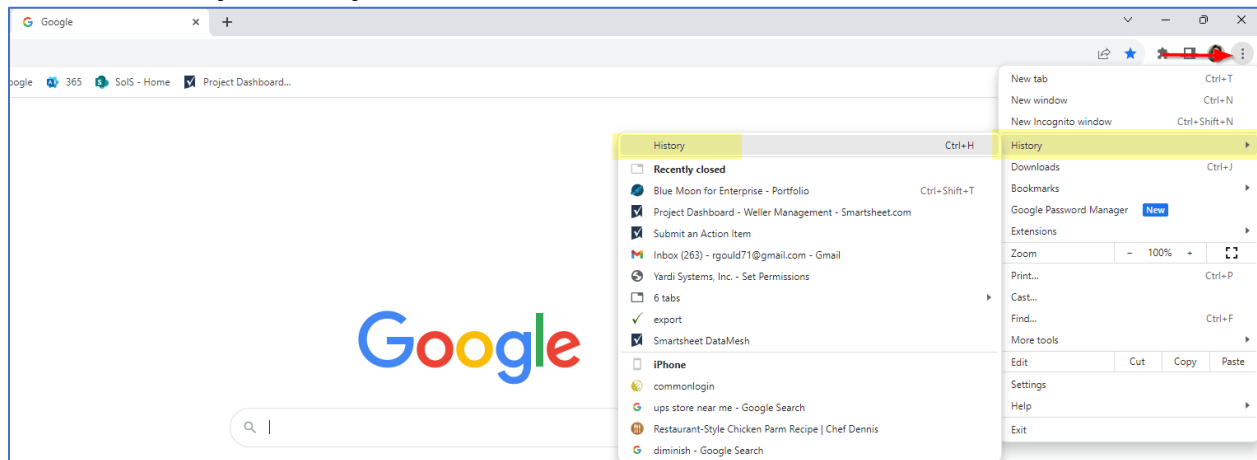 Google
oogle 365 SolS - Home Project Dashboard...
New tab Ctrl+T
New window Ctrl+N
New Incognito window Ctrl+Shift+N
History Ctrl+H History
Recently closed Downloads Ctrl+J
Blue Moon for Enterprise - Portfolio Ctrl+Shift+T Bookmarks
Project Dashboard - Weller Management - Smartsheet.com Google Password Manager New
Submit an Action Item Extensions
Inbox (263) - rgould71@gmail.com - Gmail Zoom - 100% +
Yardi Systems, Inc. - Set Permissions Print... Ctrl+P
6 tabs Cast...
export Find... Ctrl+F
Smartsheet DataMesh More tools
iPhone Edit Cut Copy Paste
commonlogin Settings
ups store near me - Google Search Help
Restaurant-Style Chicken Parm Recipe | Chef Dennis Exit
diminish - Google Search
Google